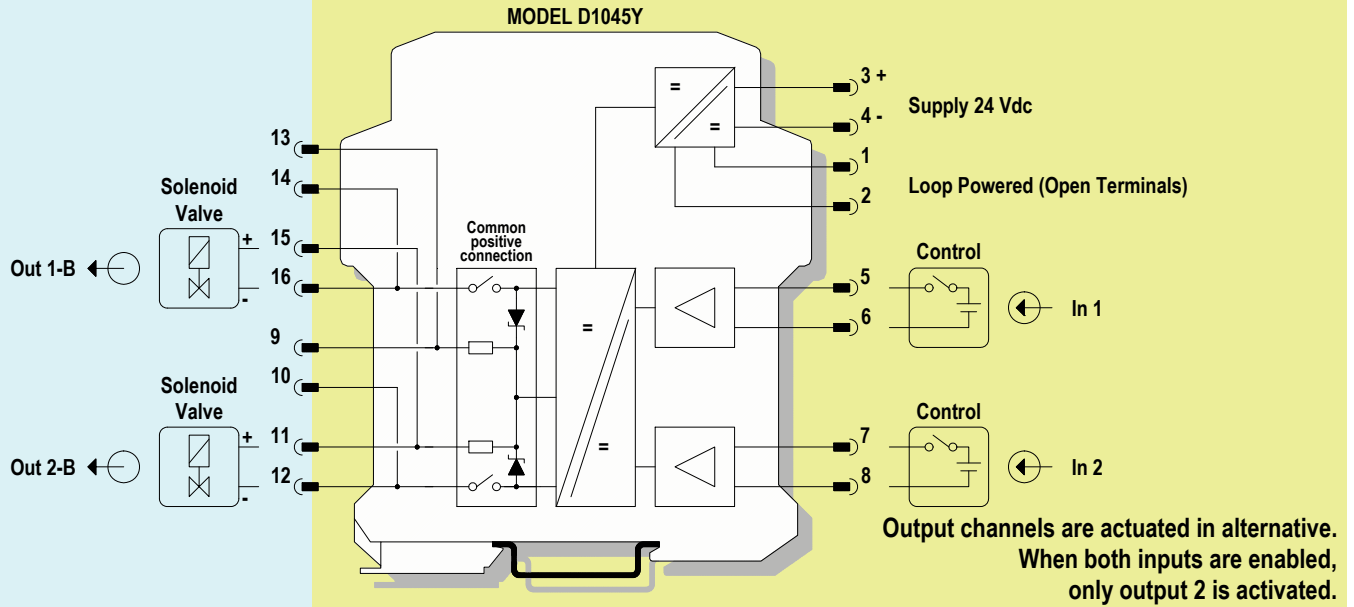 MODEL D1045Y
3 +
Supply 24 Vdc
4 -
1
Loop Powered (Open Terminals)
2
13
14
Solenoid
Valve
+
15
Out 1-B
16
-
Common
positive
connection
=
=
Control
5
6
In 1
9
10
Solenoid
Valve
+
11
Out 2-B
12
-
=
=
Control
7
8
In 2
Output channels are actuated in alternative.
When both inputs are enabled,
only output 2 is activated.